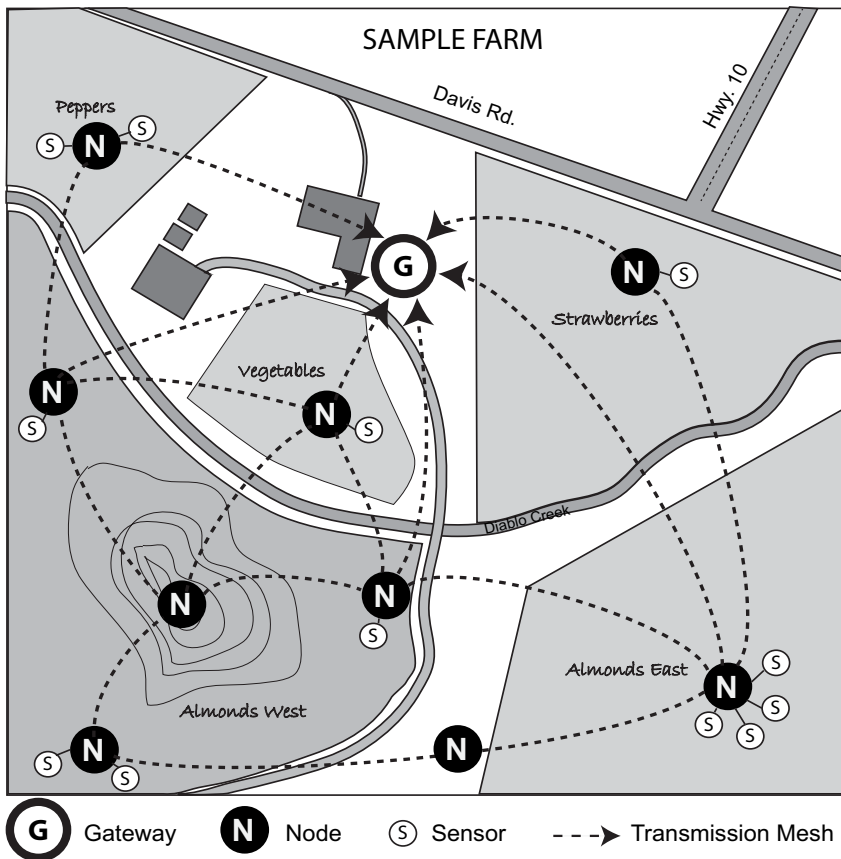 SAMPLE FARM
Davis Rd.
Hwy. 10
Peppers
S
S
N
G
N
S
Strawberries
Vegetables
N
S
N
S
Diablo Creek
N
N
S
Almonds East
S
N
S
S
S
Almonds West
N
S
S
N
G Gateway N Node S Sensor Transmission Mesh